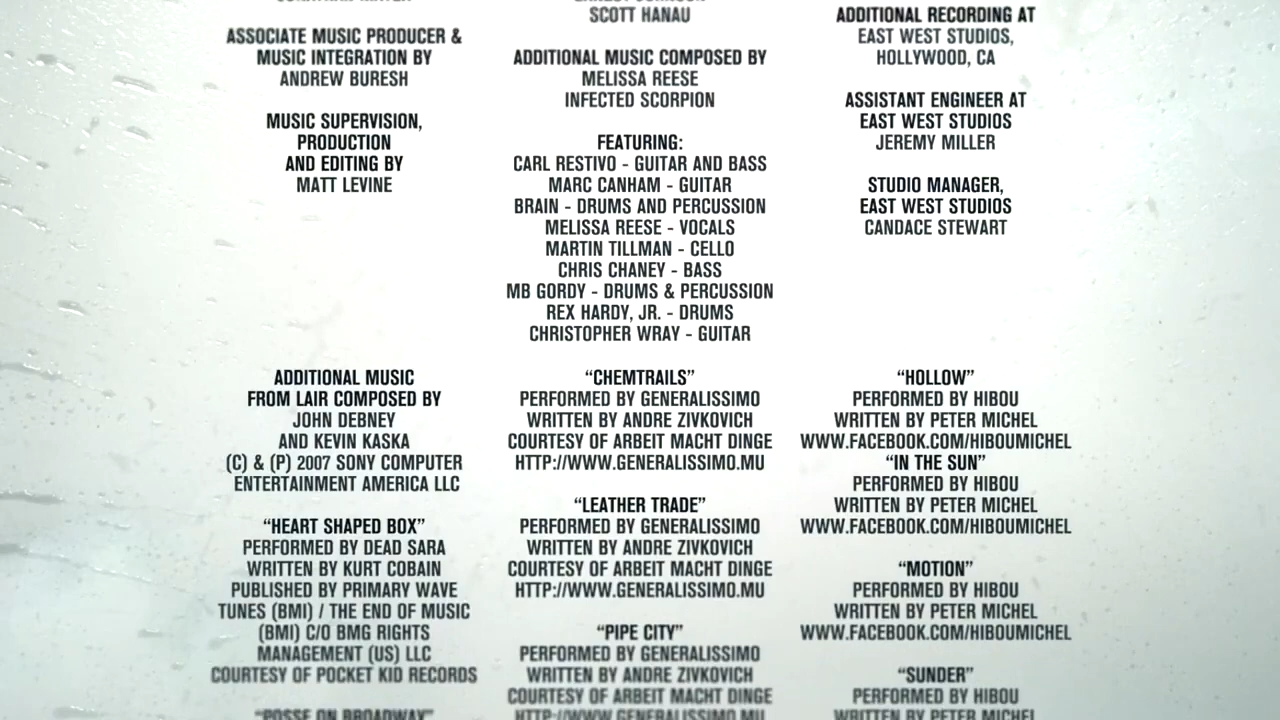 ASSOCIATE MUSIC PRODUCER &
MUSIC INTEGRATION BY
ANDREW BURESH
MUSIC SUPERVISION,
PRODUCTION
AND EDITING BY
MATT LEVINE
SCOTT HANAU
ADDITIONAL MUSIC COMPOSED BY
MELISSA REESE
INFECTED SCORPION
FEATURING:
CARL RESTIVO - GUITAR AND BASS
MARC CANHAM - GUITAR
BRAIN - DRUMS AND PERCUSSION
MELISSA REESE - VOCALS
MARTIN TILLMAN - CELLO
CHRIS CHANEY - BASS
MB GORDY - DRUMS & PERCUSSION
REX HARDY, JR. - DRUMS
CHRISTOPHER WRAY - GUITAR
ADDITIONAL RECORDING AT
EAST WEST STUDIOS,
HOLLYWOOD, CA
ASSISTANT ENGINEER AT
EAST WEST STUDIOS
JEREMY MILLER
STUDIO MANAGER,
EAST WEST STUDIOS
CANDACE STEWART
ADDITIONAL MUSIC
FROM LAIR COMPOSED BY
JOHN DEBNEY
AND KEVIN KASKA
(C) & (P) 2007 SONY COMPUTER
ENTERTAINMENT AMERICA LLC
“HEART SHAPED BOX”
PERFORMED BY DEAD SARA
WRITTEN BY KURT COBAIN
PUBLISHED BY PRIMARY WAVE
TUNES (BMI) / THE END OF MUSIC
(BMI) C/O BMG RIGHTS
MANAGEMENT (US) LLC
COURTESY OF POCKET KID RECORDS
“POSSE ON BROADWAY”
“CHEMTRAILS”
PERFORMED BY GENERALISSIMO
WRITTEN BY ANDRE ZIVKOVICH
COURTESY OF ARBEIT MACHT DINGE
HTTP://WWW.GENERALISSIMO.MU
“LEATHER TRADE”
PERFORMED BY GENERALISSIMO
WRITTEN BY ANDRE ZIVKOVICH
COURTESY OF ARBEIT MACHT DINGE
HTTP://WWW.GENERALISSIMO.MU
“PIPE CITY”
PERFORMED BY GENERALISSIMO
WRITTEN BY ANDRE ZIVKOVICH
COURTESY OF ARBEIT MACHT DINGE
HTTP://WWW.GENERALISSIMO.MU
“HOLLOW”
PERFORMED BY HIBOU
WRITTEN BY PETER MICHEL
WWW.FACEBOOK.COM/HIBOUMICHEL
“IN THE SUN”
PERFORMED BY HIBOU
WRITTEN BY PETER MICHEL
WWW.FACEBOOK.COM/HIBOUMICHEL
“MOTION”
PERFORMED BY HIBOU
WRITTEN BY PETER MICHEL
WWW.FACEBOOK.COM/HIBOUMICHEL
“SUNDER”
PERFORMED BY HIBOU
WRITTEN BY PETER MICHEL